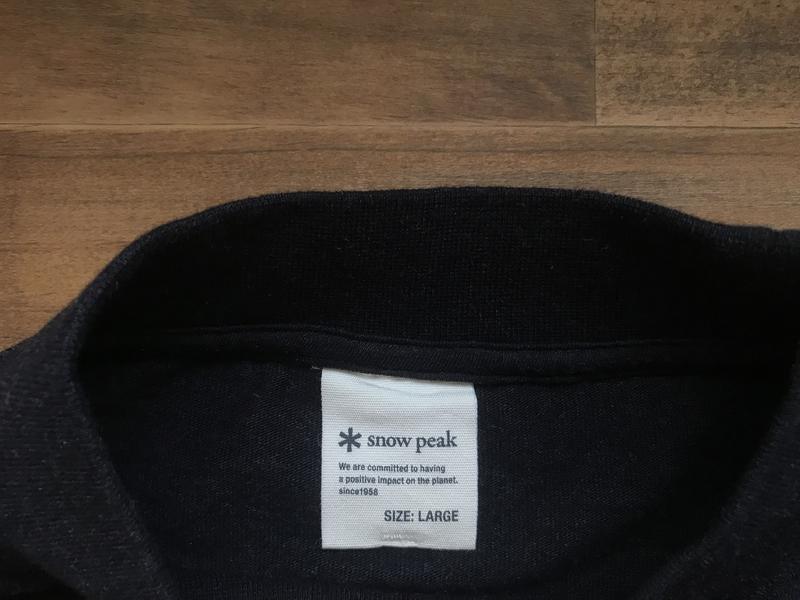 snow peak
We are committed to having
a positive impact on the planet.
since1958
SIZE: LARGE